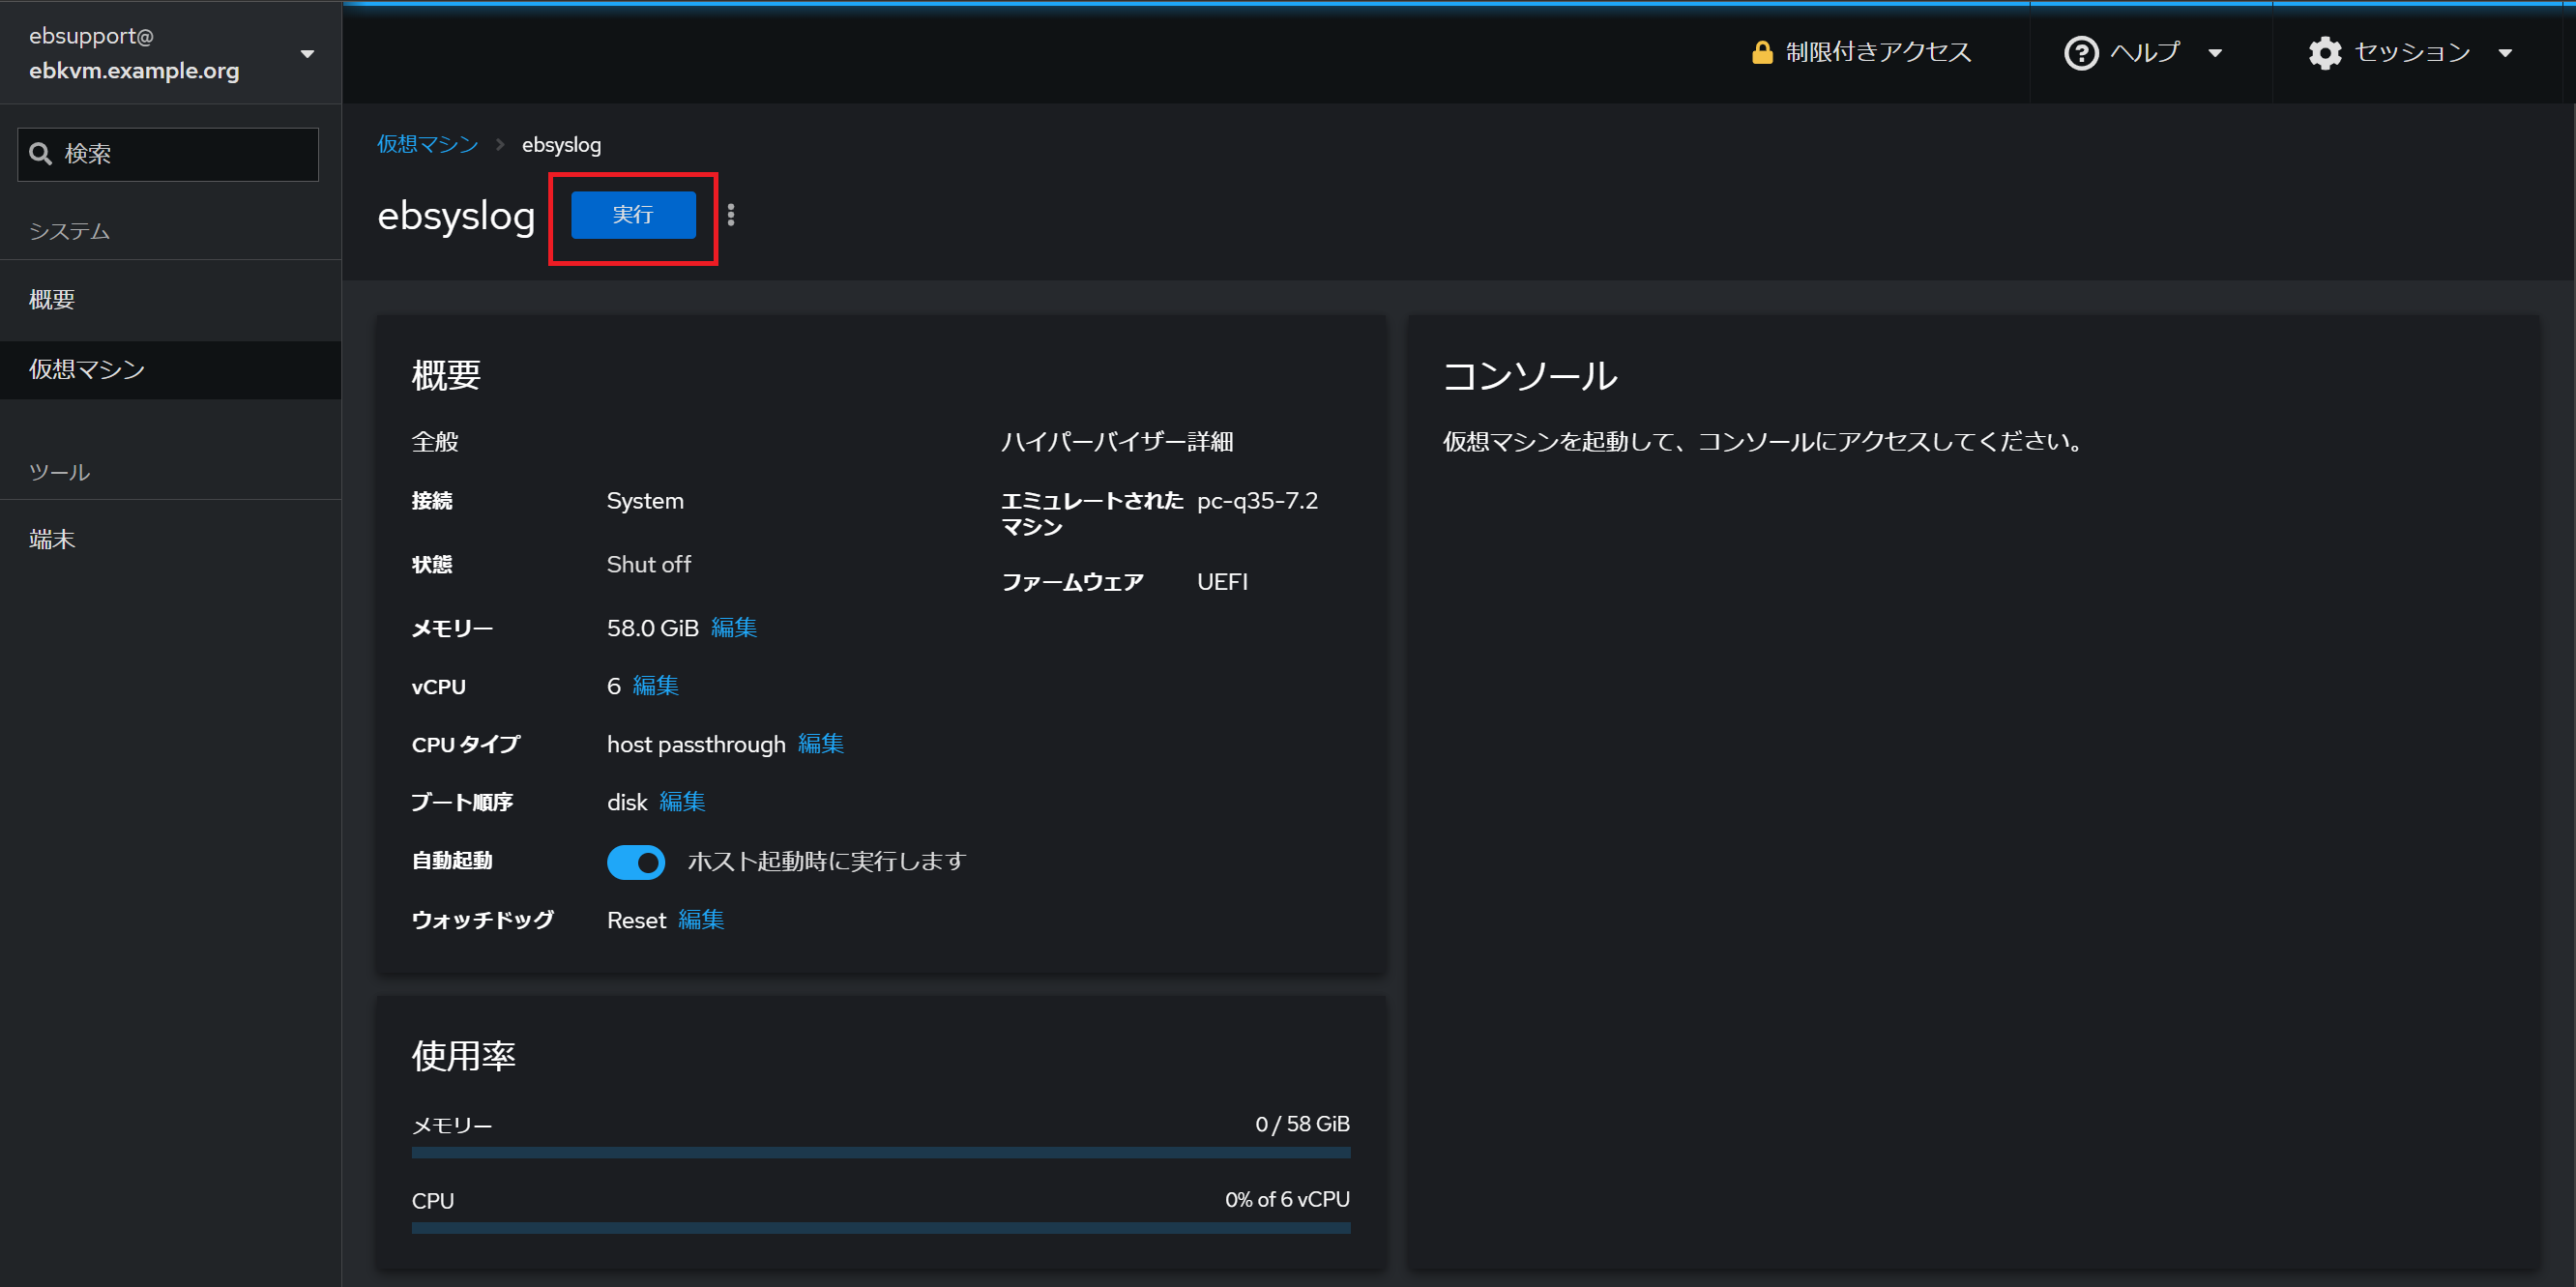 ebsupport@
ebkvm.example.org
制限付きアクセス
ヘルプ
セッション
検索
システム
概要
仮想マシン
ツール
端末
仮想マシン > ebsyslog
ebsyslog 実行
概要
全般
接続 System
状態 Shut off
メモリー 58.0 GiB 編集
vCPU 6 編集
CPU タイプ host passthrough 編集
ブート順序 disk 編集
自動起動 ホスト起動時に実行します
ウォッチドッグ Reset 編集
ハイパーバイザー詳細
エミュレートされた pc-q35-7.2
マシン
ファームウェア UEFI
使用率
メモリー 0 / 58 GiB
CPU 0% of 6 vCPU
コンソール
仮想マシンを起動して、コンソールにアクセスしてください。